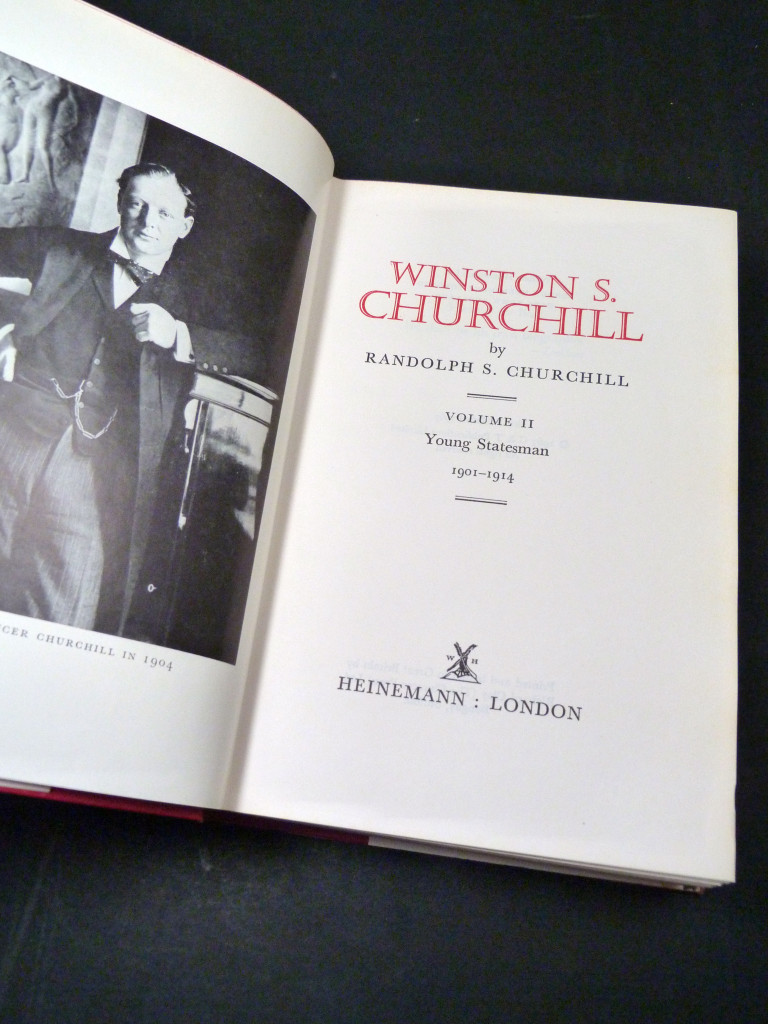 CHURCHILL IN 1904
WINSTON S.
CHURCHILL
by
RANDOLPH S. CHURCHILL
VOLUME II
Young Statesman
1901–1914
W H
HEINEMANN : LONDON